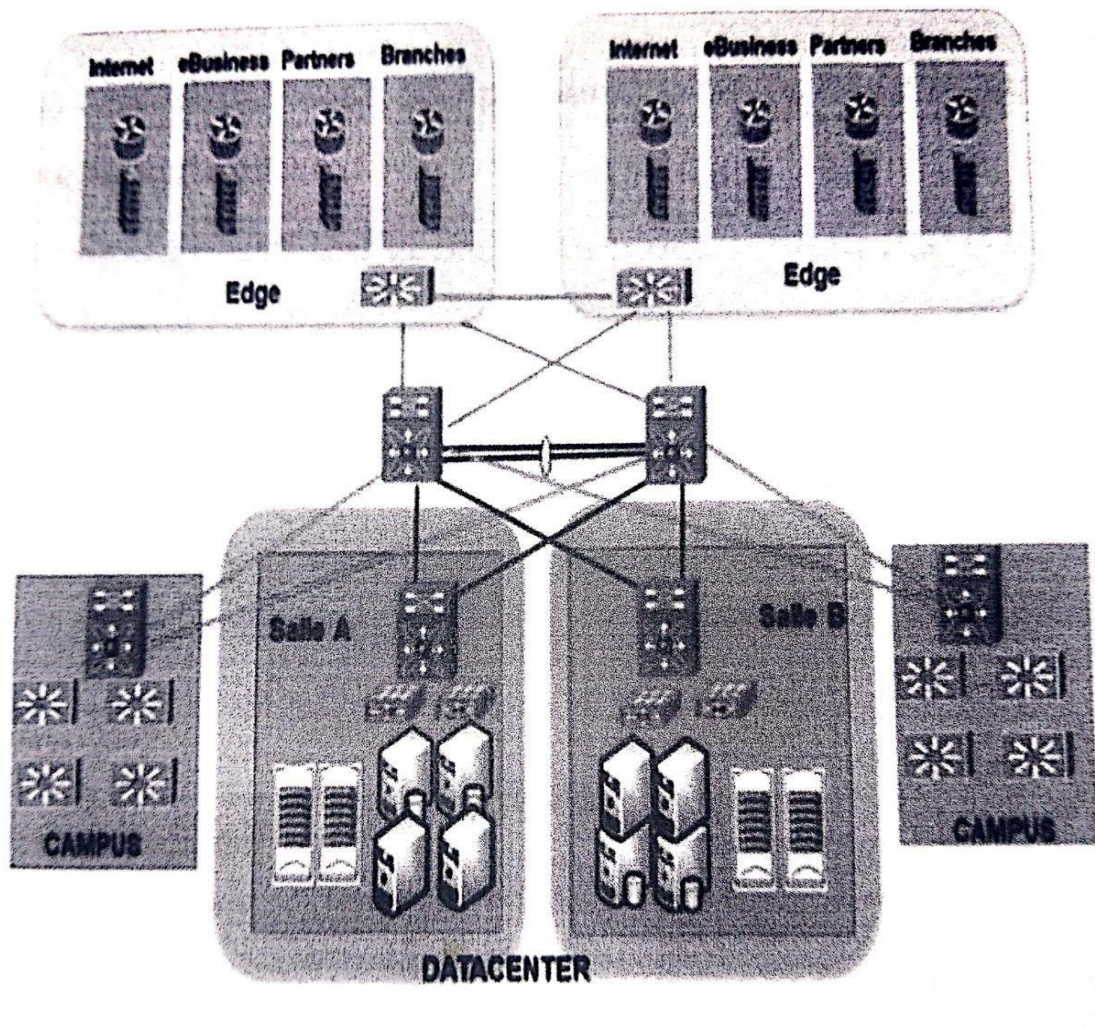 Internet eBusiness Partners Branches
Internet eBusiness Partners Branches
Edge
Edge
Salle A
Salle B
CAMPUS
CAMPUS
DATACENTER